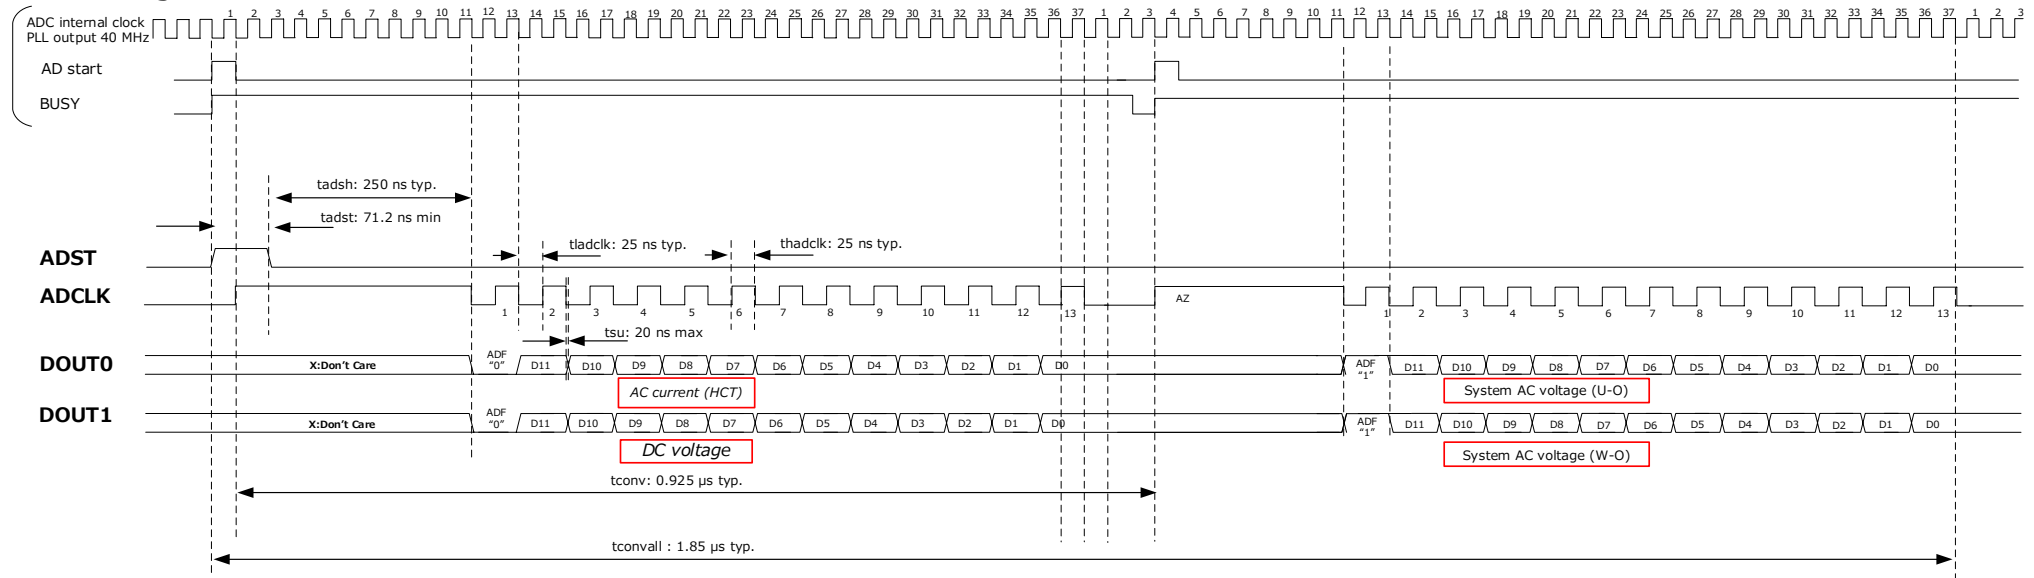 1 2 3 4 5 6 7 8 9 10 11 12 13 14 15 16 17 18 19 20 21 22 23 24 25 26 27 28 29 30 31 32 33 34 35 36 37 1 2 3 4 5 6 7 8 9 10 11 12 13 14 15 16 17 18 19 20 21 22 23 24 25 26 27 28 29 30 31 32 33 34 35 36 37 1 2 3
ADC internal clock
PLL output 40 MHz
AD start
BUSY
tadsh: 250 ns typ.
tadst: 71.2 ns min
tladclk: 25 ns typ.
thadclk: 25 ns typ.
ADST
ADCLK
AZ
1 2 3 4 5 6 7 8 9 10 11 12 13 1 2 3 4 5 6 7 8 9 10 11 12 13
tsu: 20 ns max
DOUT0
X:Don't Care
ADF
"0"
D11 D10 D9 D8 D7 D6 D5 D4 D3 D2 D1 D0
ADF
"1"
D11 D10 D9 D8 D7 D6 D5 D4 D3 D2 D1 D0
AC current (HCT)
System AC voltage (U-O)
DOUT1
X:Don't Care
ADF
"0"
D11 D10 D9 D8 D7 D6 D5 D4 D3 D2 D1 D0
ADF
"1"
D11 D10 D9 D8 D7 D6 D5 D4 D3 D2 D1 D0
DC voltage
System AC voltage (W-O)
tconv: 0.925 µs typ.
tconvall : 1.85 µs typ.